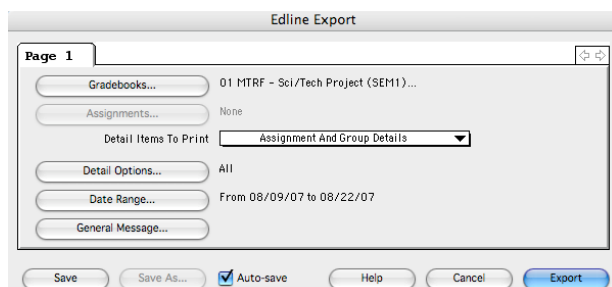 Edline Export
Page 1
Gradebooks... 01 MTRF - Sci/Tech Project (SEM1)...
Assignments... None
Detail Items To Print Assignment And Group Details
Detail Options... All
Date Range... From 08/09/07 to 08/22/07
General Message...
Save Save As... Auto-save Help Cancel Export